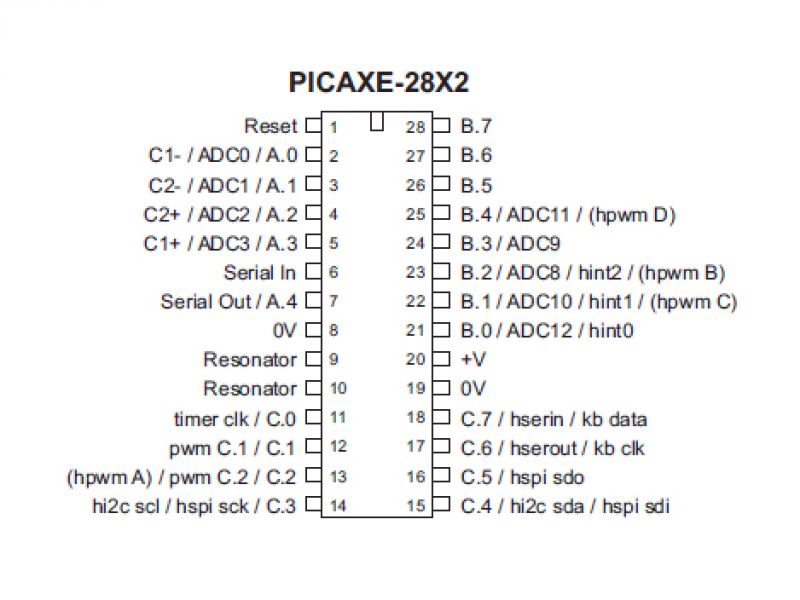 PICAXE-28X2
Reset 1 28 B.7
C1- / ADC0 / A.0 2 27 B.6
C2- / ADC1 / A.1 3 26 B.5
C2+ / ADC2 / A.2 4 25 B.4 / ADC11 / (hpwm D)
C1+ / ADC3 / A.3 5 24 B.3 / ADC9
Serial In 6 23 B.2 / ADC8 / hint2 / (hpwm B)
Serial Out / A.4 7 22 B.1 / ADC10 / hint1 / (hpwm C)
0V 8 21 B.0 / ADC12 / hint0
Resonator 9 20 +V
Resonator 10 19 0V
timer clk / C.0 11 18 C.7 / hserin / kb data
pwm C.1 / C.1 12 17 C.6 / hserout / kb clk
(hpwm A) / pwm C.2 / C.2 13 16 C.5 / hspi sdo
hi2c scl / hspi sck / C.3 14 15 C.4 / hi2c sda / hspi sdi